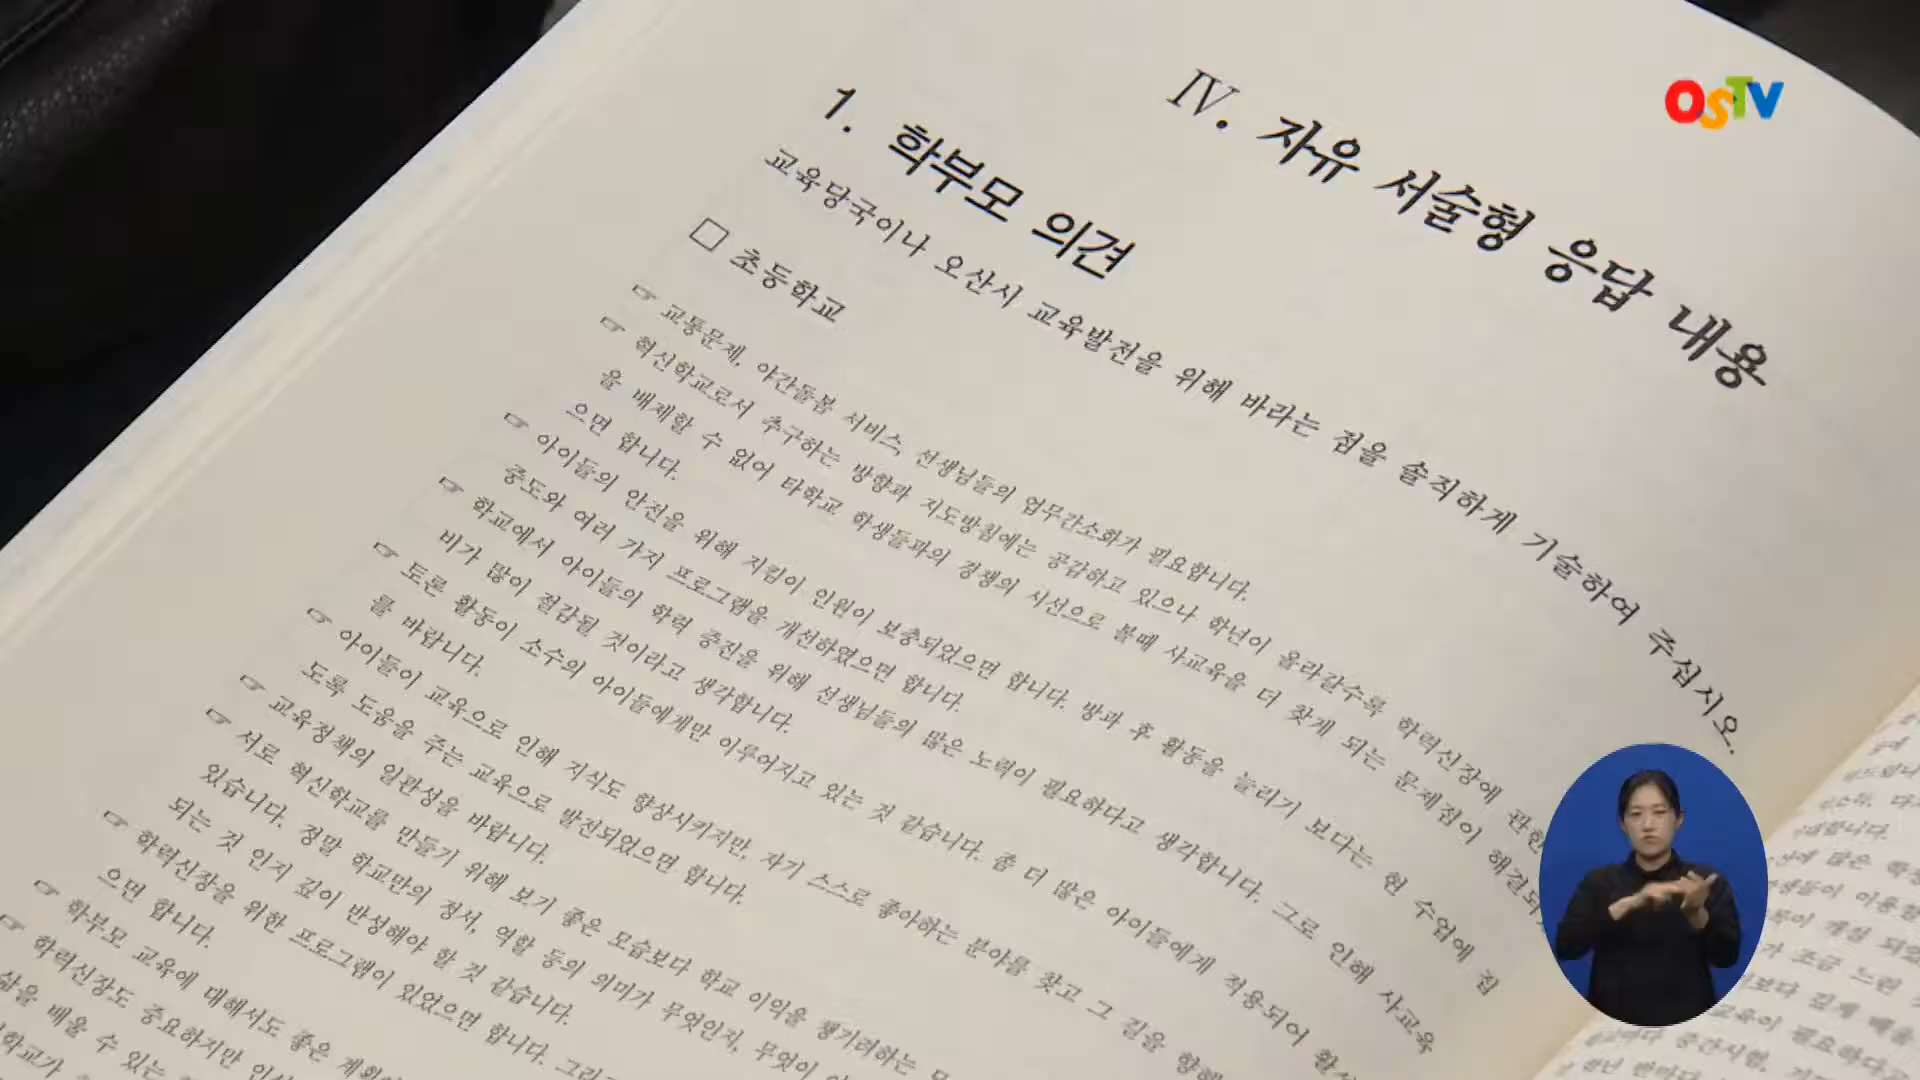 OSTV
IV. 자유 서술형 응답 내용
1. 학부모 의견
교육당국이나 오산시 교육발전을 위해 바라는 점을 솔직하게 기술하여 주십시오.
□ 초등학교
☞ 교통문제, 야간돌봄 서비스, 선생님들의 업무간소화가 필요합니다.
☞ 혁신학교로서 추구하는 방향과 지도방침에는 공감하고 있으나 학년이 올라갈수록 학력신장에 관한
을 배제할 수 없어 타학교 학생들과의 경쟁의 시선으로 볼때 사교육을 더 찾게 되는 문제점이 해결되
으면 합니다.
☞ 아이들의 안전을 위해 지킴이 인원이 보충되었으면 합니다. 방과 후 활동을 늘리기 보다는 현 수업에 집
중도와 여러 가지 프로그램을 개선하였으면 합니다.
☞ 학교에서 아이들의 학력 증진을 위해 선생님들의 많은 노력이 필요하다고 생각합니다. 그로 인해 사교육
비가 많이 절감될 것이라고 생각합니다.
☞ 토론 활동이 소수의 아이들에게만 이루어지고 있는 것 같습니다. 좀 더 많은 아이들에게 적용되어 활성
를 바랍니다.
☞ 아이들이 교육으로 인해 지식도 향상시키지만, 자기 스스로 좋아하는 분야를 찾고 그 길을 향해
도록 도움을 주는 교육으로 발전되었으면 합니다.
☞ 교육정책의 일관성을 바랍니다.
☞ 서로 혁신학교를 만들기 위해 보기 좋은 모습보다 학교 이익을 챙기려하는
있습니다. 정말 학교만의 정서, 역할 등의 의미가 무엇인지, 무엇이
되는 것 인지 깊이 반성해야 할 것 같습니다.
☞ 학력신장을 위한 프로그램이 있었으면 합니다.
으면 합니다.
☞ 학부모 교육에 대해서도 좋은
☞ 학력신장도 중요하지만
삶을 배울 수 있는